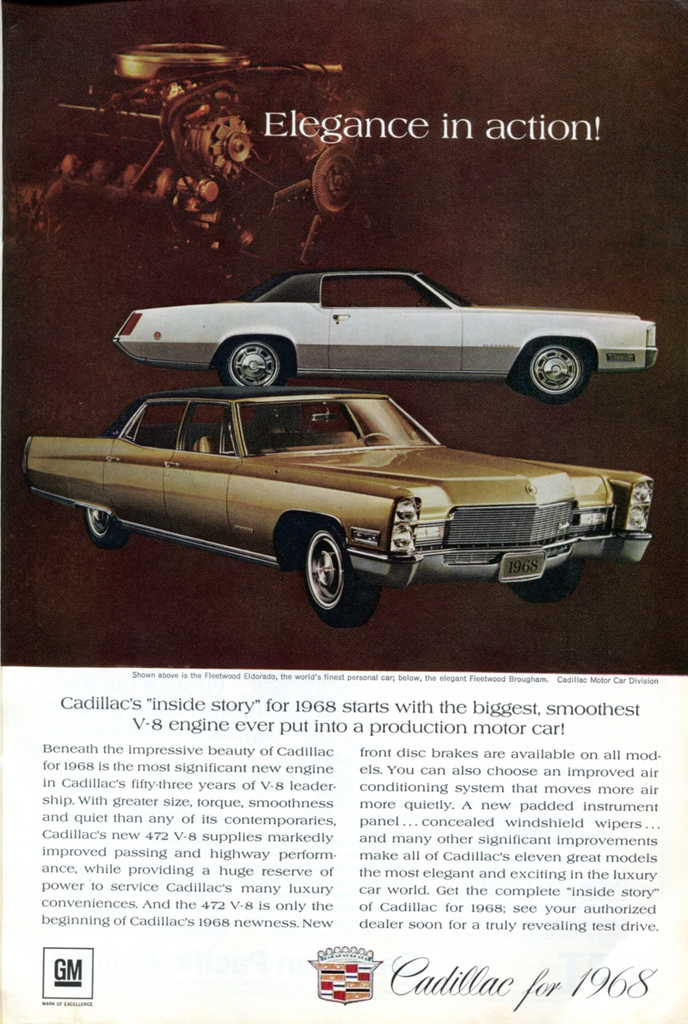 Elegance in action!
1968
Shown above is the Fleetwood Eldorado, the world's finest personal car; below, the elegant Fleetwood Brougham. Cadillac Motor Car Division
Cadillac's "inside story" for 1968 starts with the biggest, smoothest
V-8 engine ever put into a production motor car!
Beneath the impressive beauty of Cadillac
for 1968 is the most significant new engine
in Cadillac's fifty-three years of V-8 leader-
ship. With greater size, torque, smoothness
and quiet than any of its contemporaries,
Cadillac's new 472 V-8 supplies markedly
improved passing and highway perform-
ance, while providing a huge reserve of
power to service Cadillac's many luxury
conveniences. And the 472 V-8 is only the
beginning of Cadillac's 1968 newness. New
front disc brakes are available on all mod-
els. You can also choose an improved air
conditioning system that moves more air
more quietly. A new padded instrument
panel... concealed windshield wipers...
and many other significant improvements
make all of Cadillac's eleven great models
the most elegant and exciting in the luxury
car world. Get the complete "inside story"
of Cadillac for 1968; see your authorized
dealer soon for a truly revealing test drive.
GM
MARK OF EXCELLENCE
Cadillac for 1968